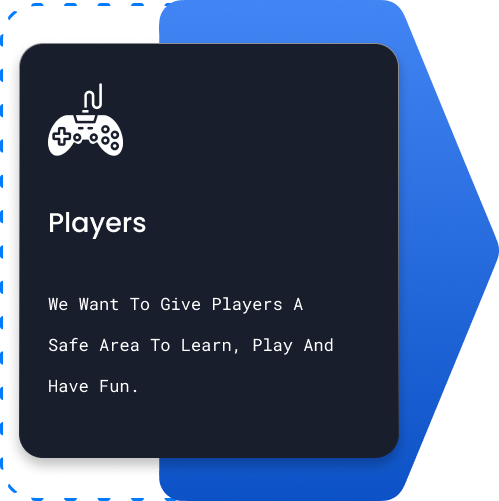 Players
We Want To Give Players A
Safe Area To Learn, Play And
Have Fun.